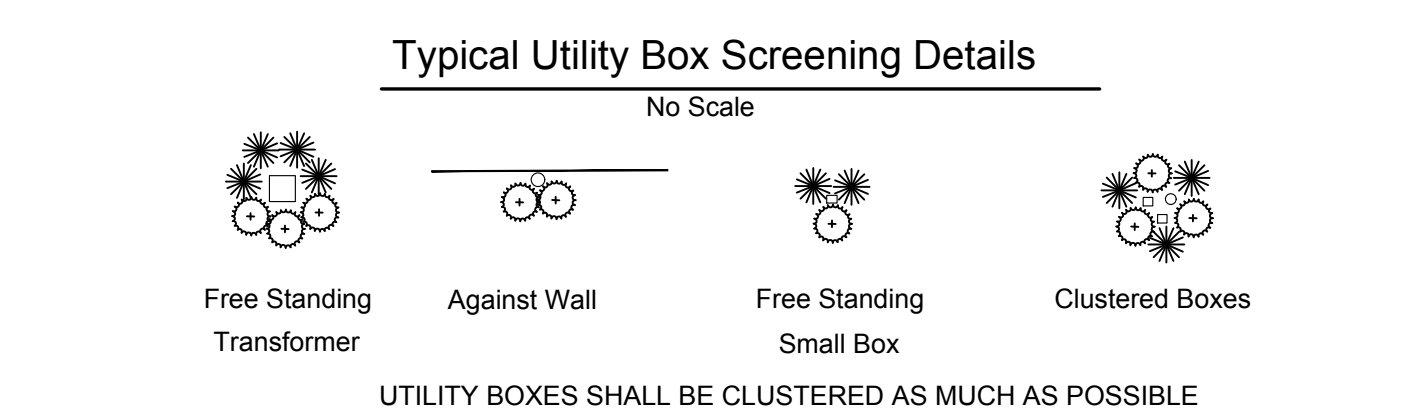 Typical Utility Box Screening Details
No Scale
Free Standing
Transformer
Against Wall
Free Standing
Small Box
Clustered Boxes
UTILITY BOXES SHALL BE CLUSTERED AS MUCH AS POSSIBLE